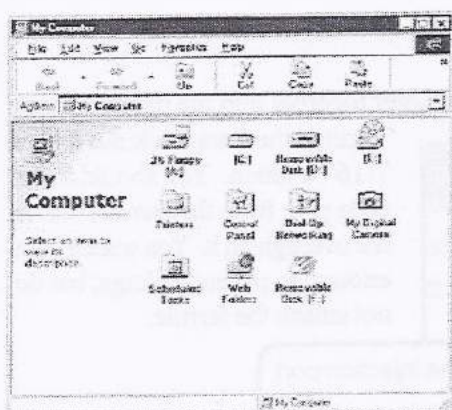 My Computer
File Edit View Go Favorites Help
Back Forward Up Cut Copy Paste
Address My Computer
My
Computer
Select an item to
view its
description.
3½ Floppy
[A:]
[C:]
Removable
Disk [D:]
[E:]
Printers
Control
Panel
Dial-Up
Networking
My Digital
Camera
Scheduled
Tasks
Web
Folders
Removable
Disk [F:]
My Computer